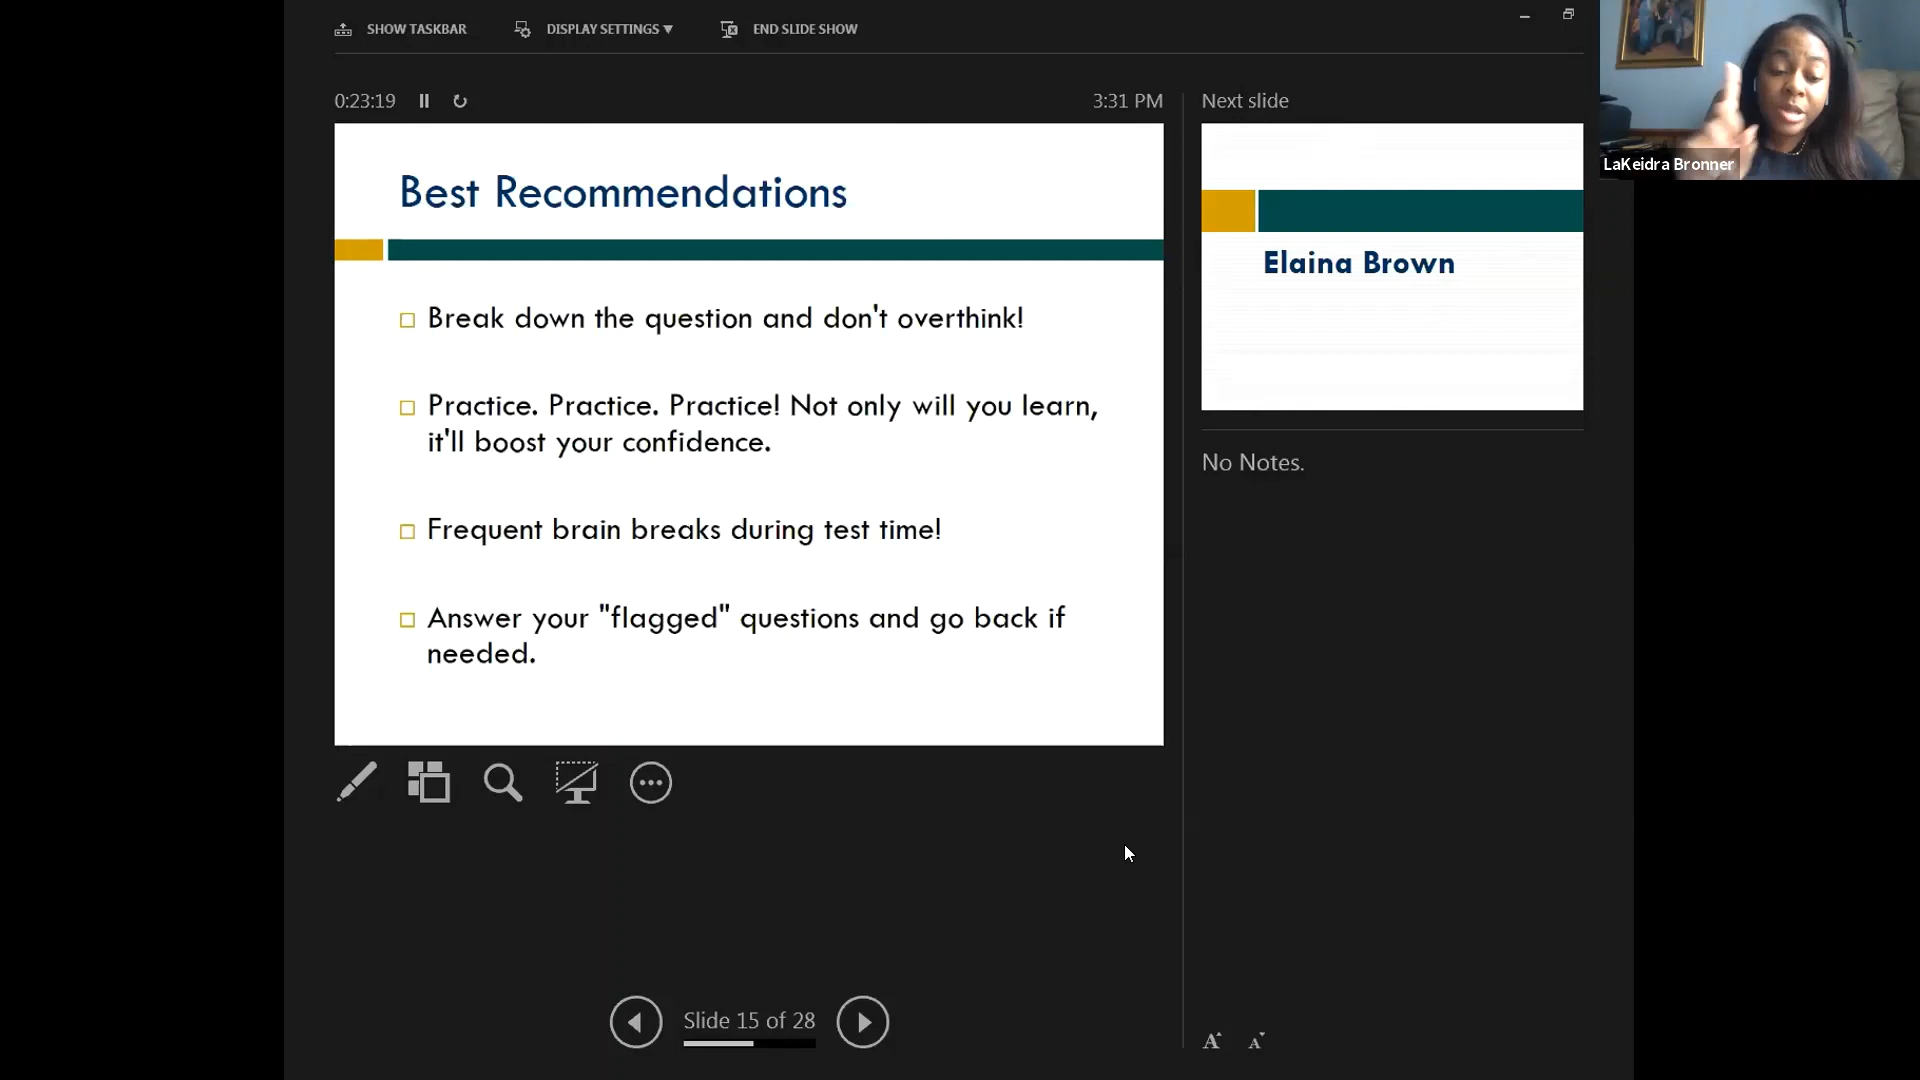 SHOW TASKBAR
DISPLAY SETTINGS ▼
END SLIDE SHOW
0:23:19
3:31 PM
Next slide
Best Recommendations
Break down the question and don't overthink!
Practice. Practice. Practice! Not only will you learn,
it'll boost your confidence.
Frequent brain breaks during test time!
Answer your "flagged" questions and go back if
needed.
Elaina Brown
No Notes.
LaKeidra Bronner
Slide 15 of 28
A A